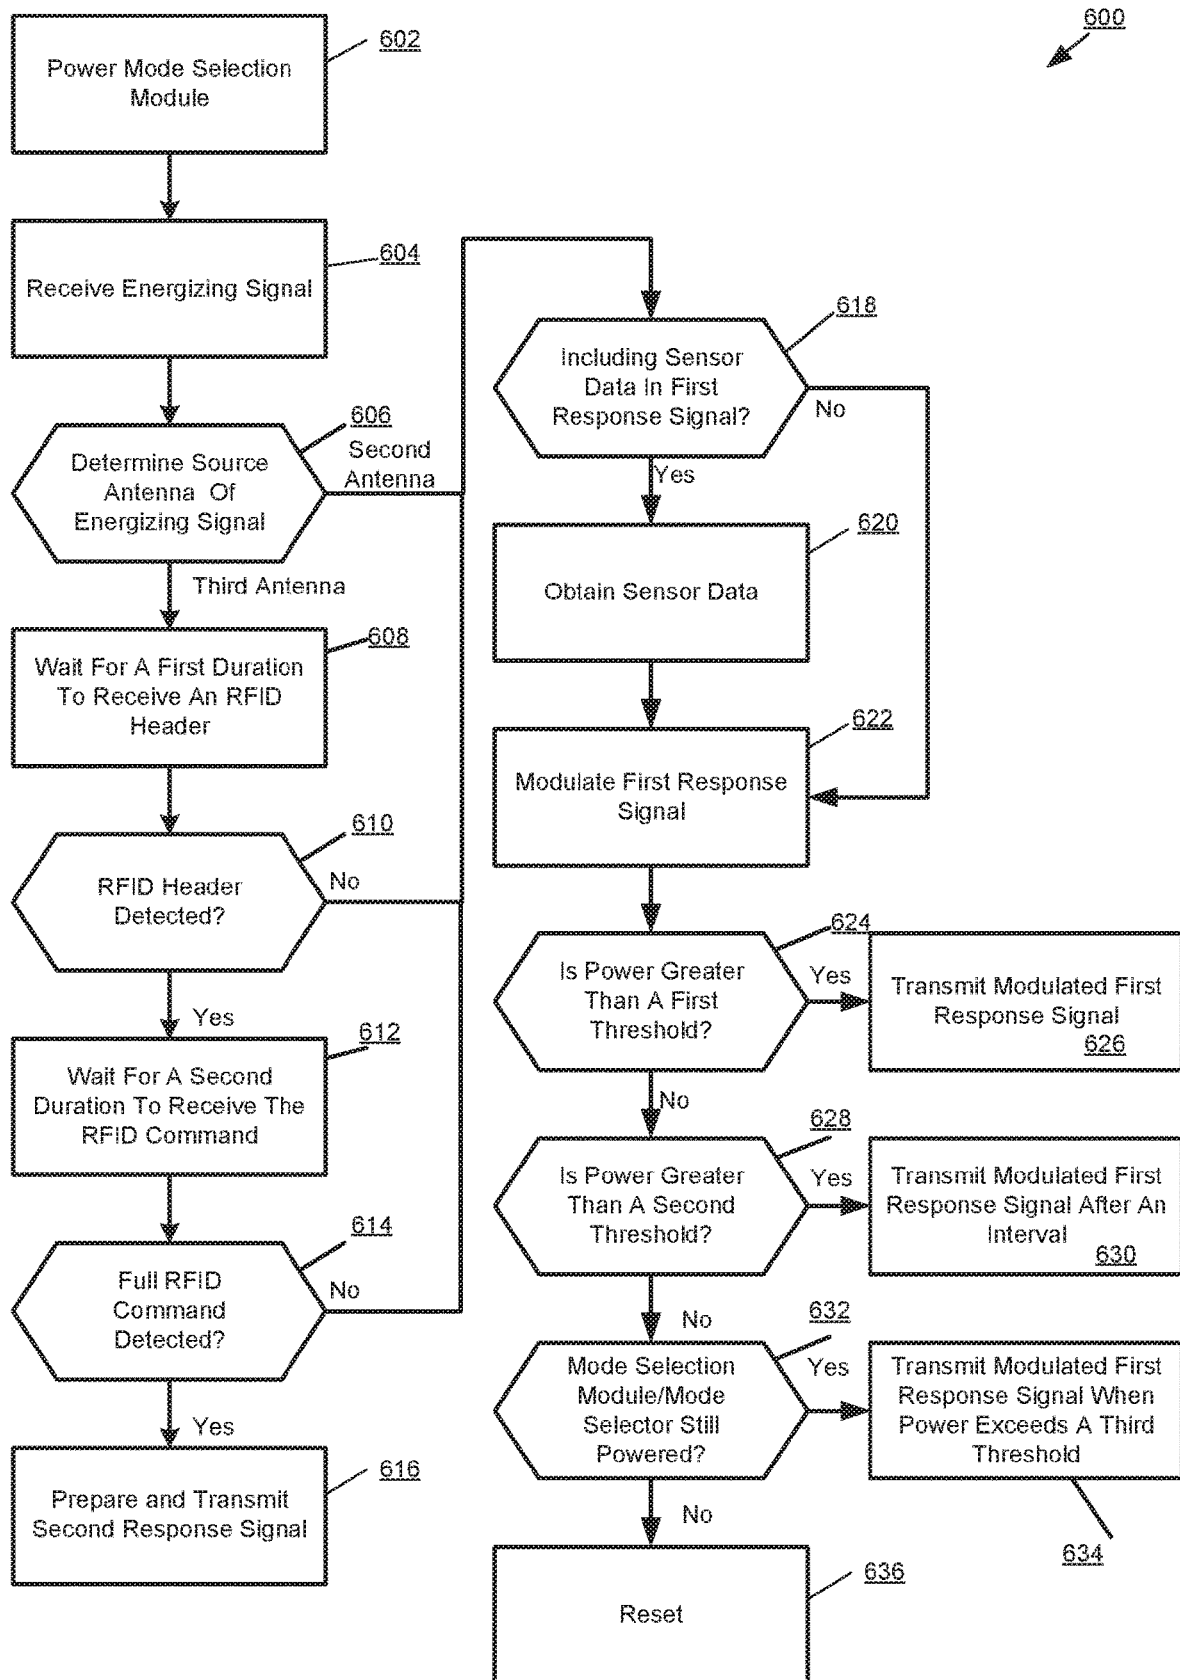 600
602
Power Mode Selection
Module
604
Receive Energizing Signal
606
Determine Source
Antenna Of
Energizing Signal
Second
Antenna
Third Antenna
608
Wait For A First Duration
To Receive An RFID
Header
610
RFID Header
Detected?
No
Yes
612
Wait For A Second
Duration To Receive The
RFID Command
614
Full RFID
Command
Detected?
No
Yes
616
Prepare and Transmit
Second Response Signal
618
Including Sensor
Data In First
Response Signal?
No
Yes
620
Obtain Sensor Data
622
Modulate First Response
Signal
624
Is Power Greater
Than A First
Threshold?
Yes
Transmit Modulated First
Response Signal
626
No
628
Is Power Greater
Than A Second
Threshold?
Yes
Transmit Modulated First
Response Signal After An
Interval
630
No
632
Mode Selection
Module/Mode
Selector Still
Powered?
Yes
Transmit Modulated First
Response Signal When
Power Exceeds A Third
Threshold
634
No
636
Reset